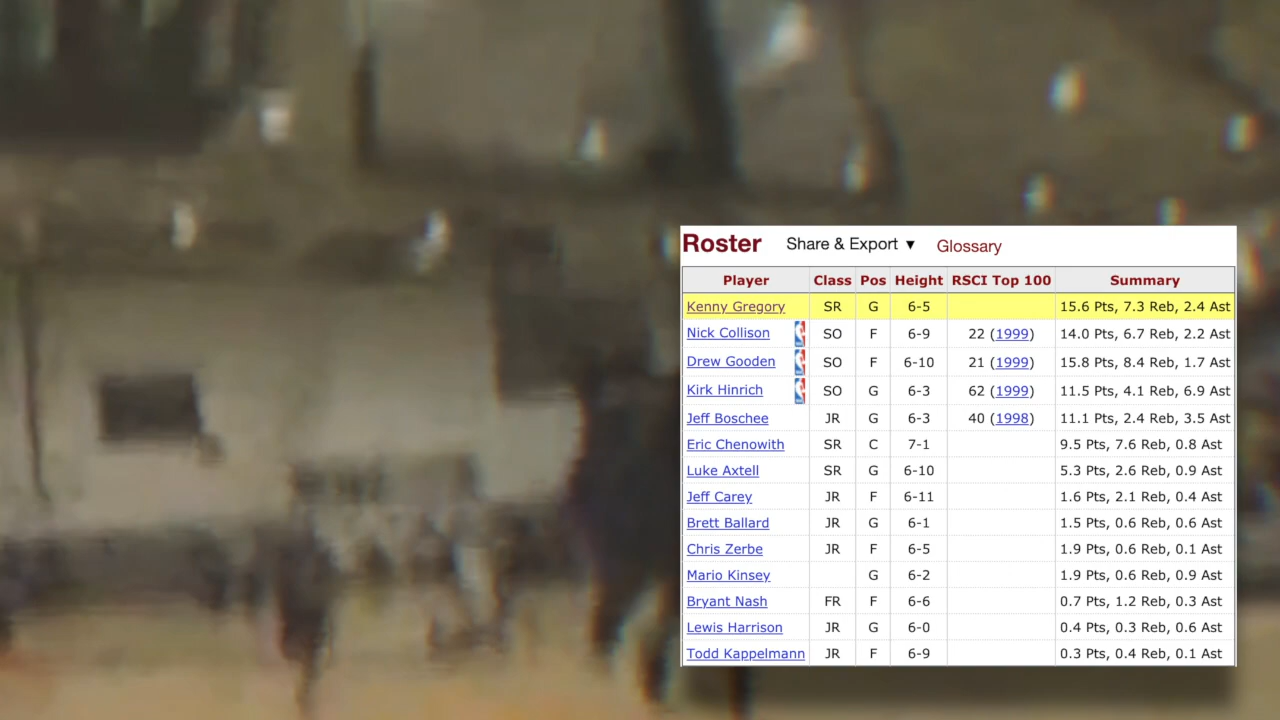 Roster Share & Export ▼ Glossary
Player Class Pos Height RSCI Top 100 Summary
Kenny Gregory SR G 6-5 15.6 Pts, 7.3 Reb, 2.4 Ast
Nick Collison SO F 6-9 22 (1999) 14.0 Pts, 6.7 Reb, 2.2 Ast
Drew Gooden SO F 6-10 21 (1999) 15.8 Pts, 8.4 Reb, 1.7 Ast
Kirk Hinrich SO G 6-3 62 (1999) 11.5 Pts, 4.1 Reb, 6.9 Ast
Jeff Boschee JR G 6-3 40 (1998) 11.1 Pts, 2.4 Reb, 3.5 Ast
Eric Chenowith SR C 7-1 9.5 Pts, 7.6 Reb, 0.8 Ast
Luke Axtell SR G 6-10 5.3 Pts, 2.6 Reb, 0.9 Ast
Jeff Carey JR F 6-11 1.6 Pts, 2.1 Reb, 0.4 Ast
Brett Ballard JR G 6-1 1.5 Pts, 0.6 Reb, 0.6 Ast
Chris Zerbe JR F 6-5 1.9 Pts, 0.6 Reb, 0.1 Ast
Mario Kinsey G 6-2 1.9 Pts, 0.6 Reb, 0.9 Ast
Bryant Nash FR F 6-6 0.7 Pts, 1.2 Reb, 0.3 Ast
Lewis Harrison JR G 6-0 0.4 Pts, 0.3 Reb, 0.6 Ast
Todd Kappelmann JR F 6-9 0.3 Pts, 0.4 Reb, 0.1 Ast